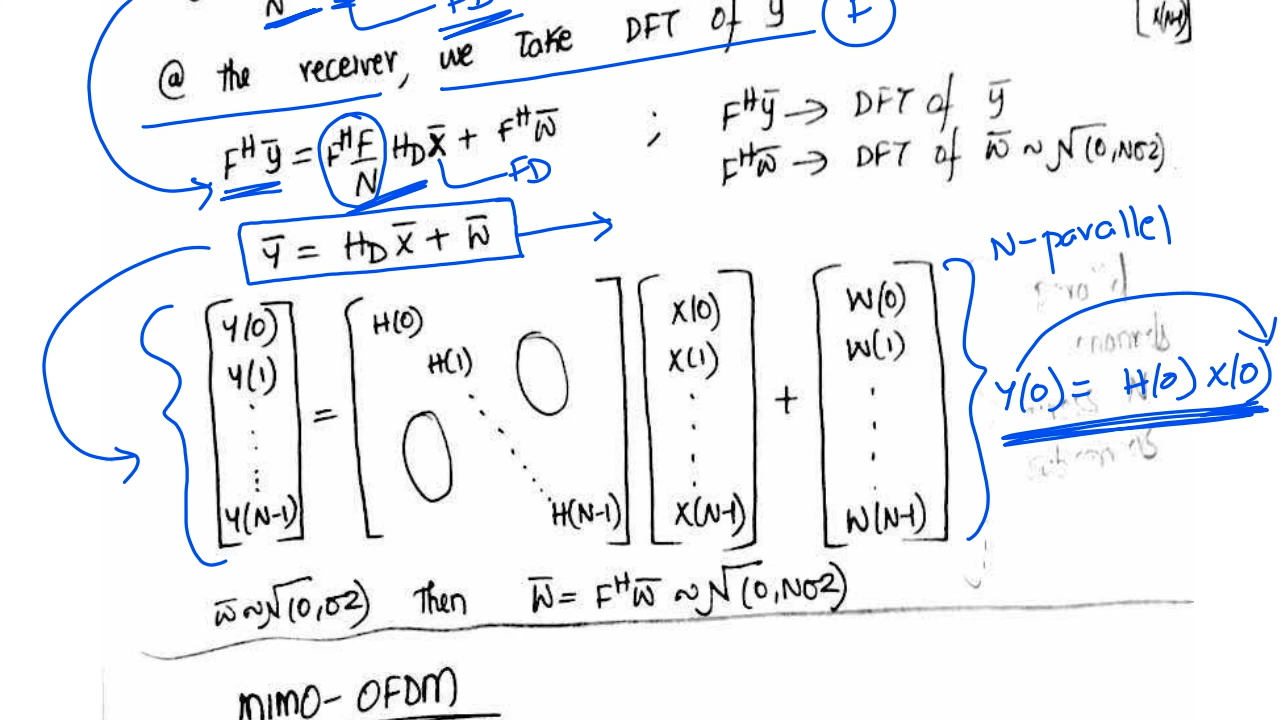 N FD
@ the receiver, we Take DFT of y F
[x(N-1)]
F^H ȳ = F^H F / N H_D X̄ + F^H w̄ ; F^H ȳ → DFT of ȳ
FD F^H w̄ → DFT of w̄ ~ N(0, Nσ2)
Ȳ = H_D X̄ + W̄
N-parallel
Y(0) H(0) X(0) W(0)
Y(1) H(1) X(1) W(1)
= +
Y(0) = H(0) X(0)
Y(N-1) H(N-1) X(N-1) W(N-1)
w̄ ~ N(0, σ2) Then W̄ = F^H w̄ ~ N(0, Nσ2)
MIMO- OFDM